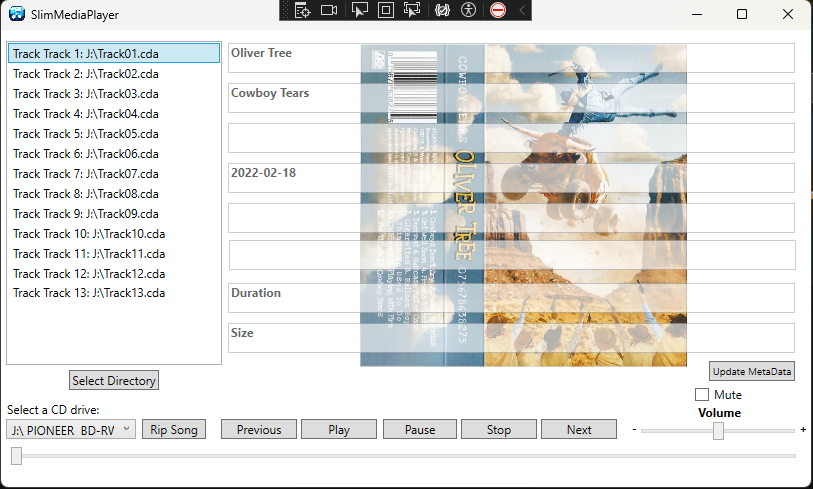 SlimMediaPlayer
Track Track 1: J:\Track01.cda
Track Track 2: J:\Track02.cda
Track Track 3: J:\Track03.cda
Track Track 4: J:\Track04.cda
Track Track 5: J:\Track05.cda
Track Track 6: J:\Track06.cda
Track Track 7: J:\Track07.cda
Track Track 8: J:\Track08.cda
Track Track 9: J:\Track09.cda
Track Track 10: J:\Track10.cda
Track Track 11: J:\Track11.cda
Track Track 12: J:\Track12.cda
Track Track 13: J:\Track13.cda
Oliver Tree
Cowboy Tears
2022-02-18
Duration
Size
COWBOY TEARS OLIVER TREE
Select Directory
Update MetaData
Mute
Select a CD drive:
Volume
J:\ PIONEER BD-RW
Rip Song
Previous
Play
Pause
Stop
Next
- +